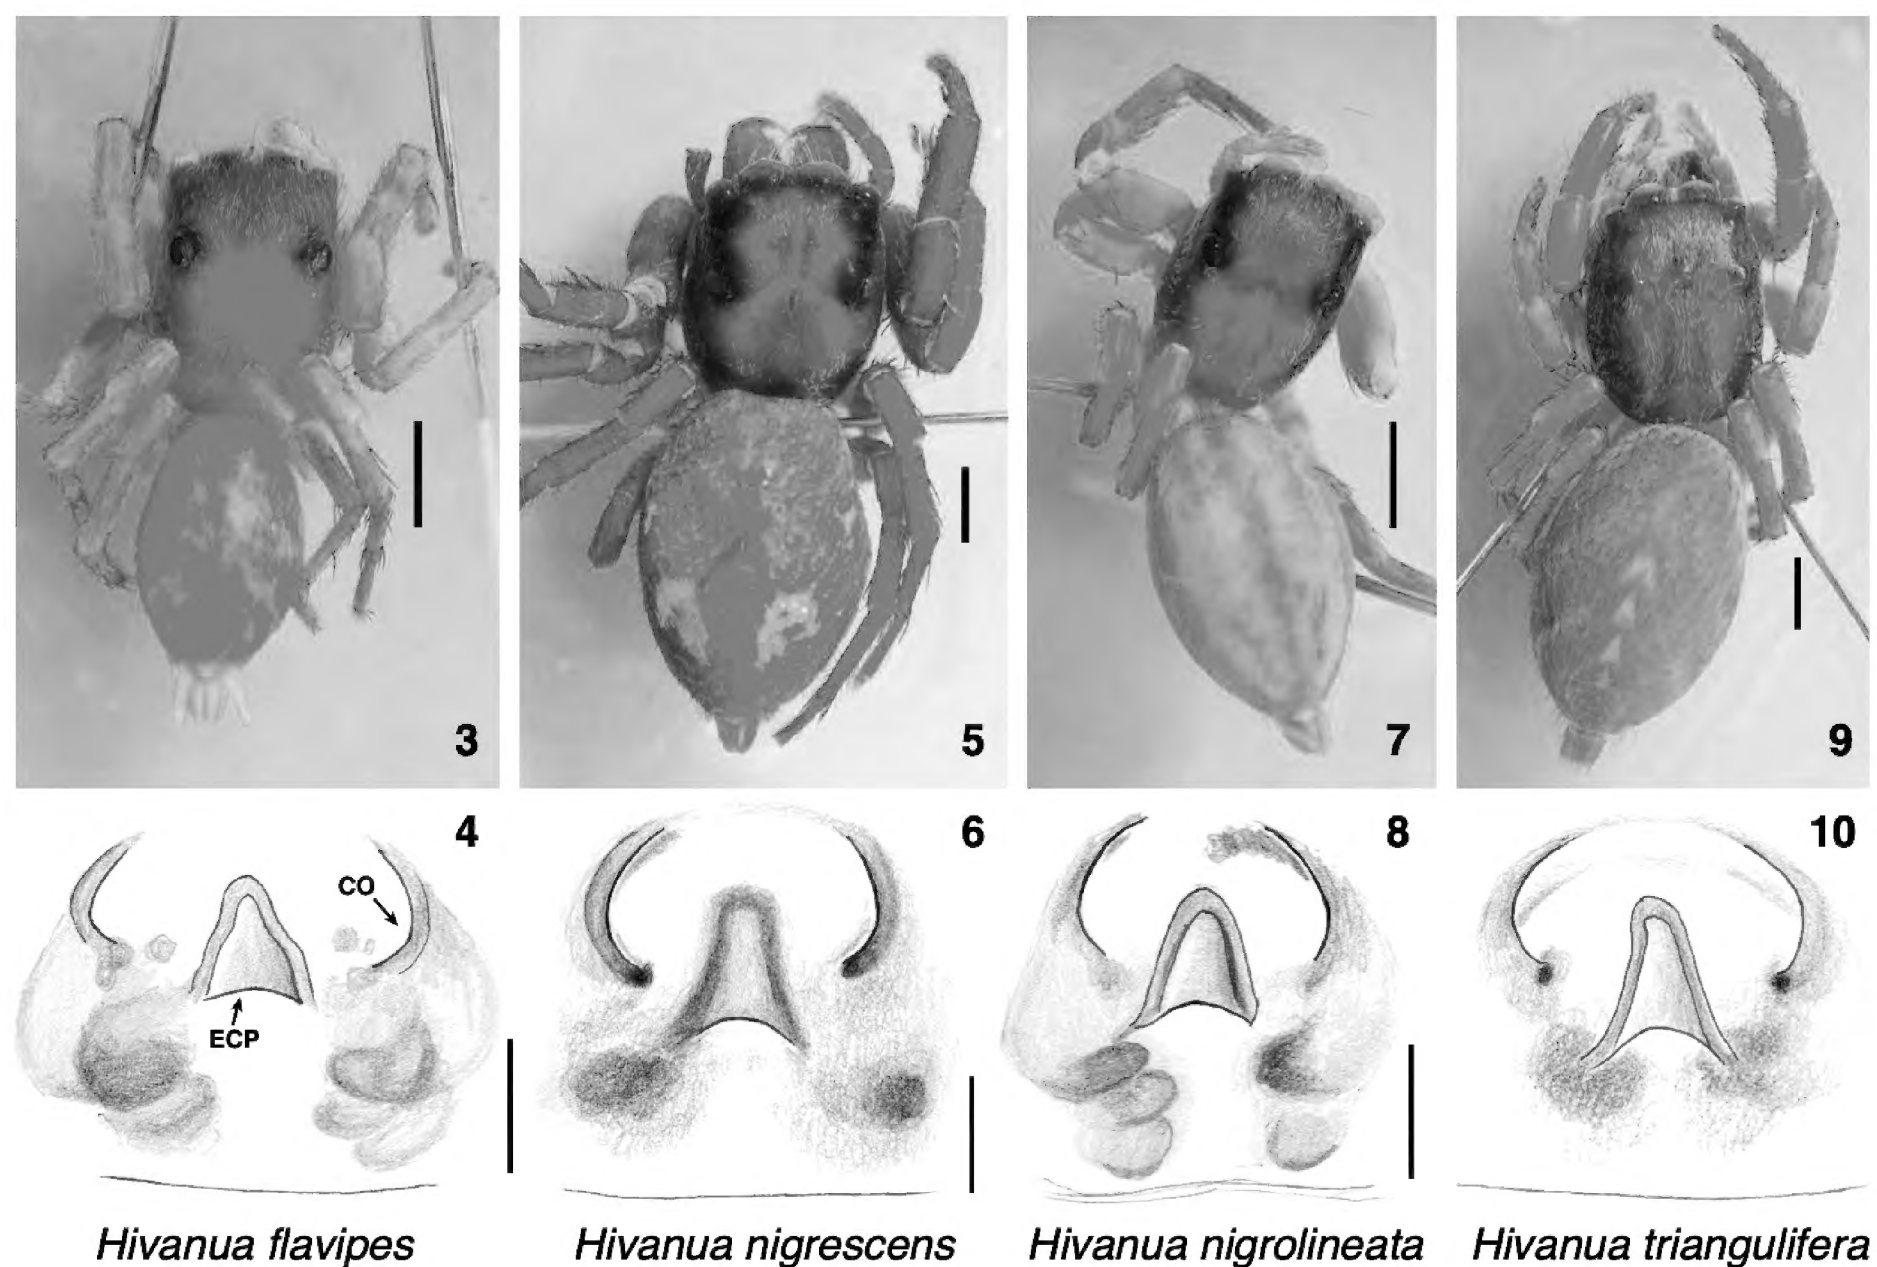 3
5
7
9
4
6
8
10
CO
ECP
Hivanua flavipes
Hivanua nigrescens
Hivanua nigrolineata
Hivanua triangulifera